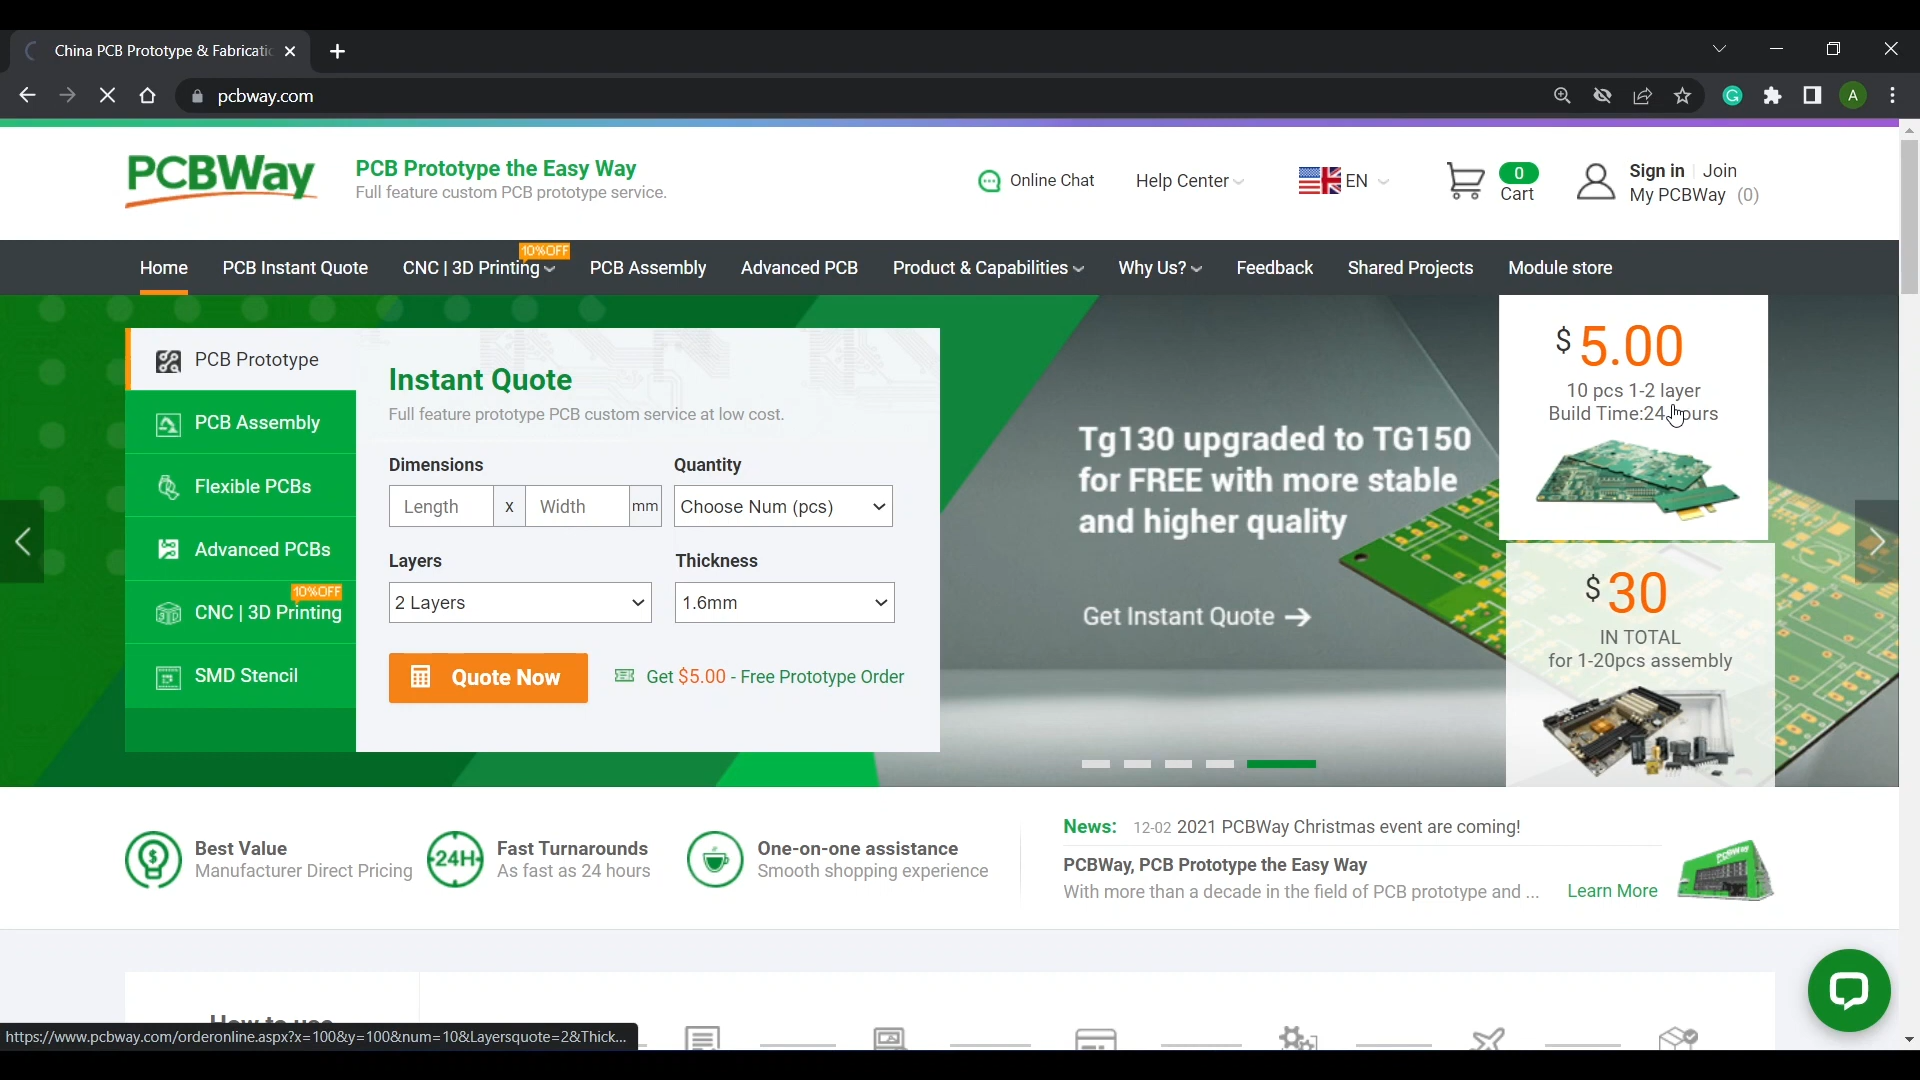 China PCB Prototype & Fabricatic
pcbway.com
A
PCBWay
PCB Prototype the Easy Way
Full feature custom PCB prototype service.
Online Chat
Help Center
EN
0
Cart
Sign in | Join
My PCBWay (0)
Home
PCB Instant Quote
CNC | 3D Printing
10%OFF
PCB Assembly
Advanced PCB
Product & Capabilities
Why Us?
Feedback
Shared Projects
Module store
PCB Prototype
PCB Assembly
Flexible PCBs
Advanced PCBs
10%OFF
CNC | 3D Printing
SMD Stencil
Instant Quote
Full feature prototype PCB custom service at low cost.
Dimensions
Quantity
Length x Width mm
Choose Num (pcs)
Layers
Thickness
2 Layers
1.6mm
Quote Now
Get $5.00 - Free Prototype Order
Tg130 upgraded to TG150
for FREE with more stable
and higher quality
Get Instant Quote →
$ 5.00
10 pcs 1-2 layer
Build Time:24
$ 30
IN TOTAL
for 1-20pcs assembly
Best Value
Manufacturer Direct Pricing
24H
Fast Turnarounds
As fast as 24 hours
One-on-one assistance
Smooth shopping experience
News: 12-02 2021 PCBWay Christmas event are coming!
PCBWay, PCB Prototype the Easy Way
With more than a decade in the field of PCB prototype and ...
Learn More
PCBWay
https://www.pcbway.com/orderonline.aspx?x=100&y=100&num=10&Layersquote=2&Thick...